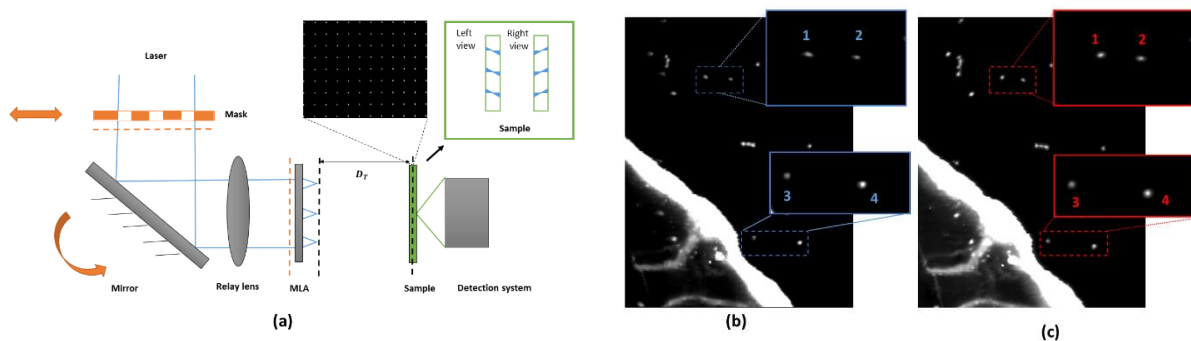 Laser
Mask
Mirror
Relay lens
MLA
D_T
Sample
Detection system
Left
view
Right
view
Sample
(a)
1
2
3
4
(b)
1
2
3
4
(c)